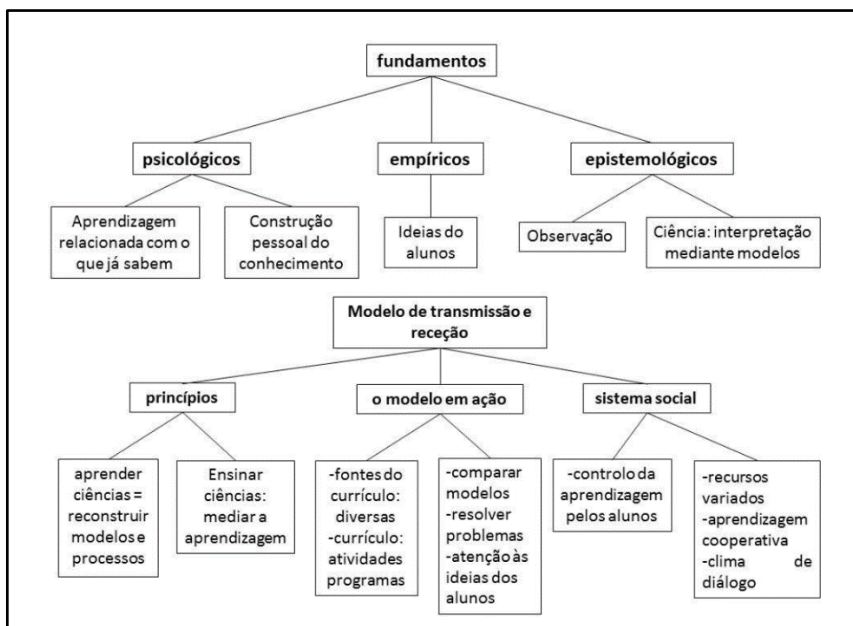 fundamentos
psicológicos
empíricos
epistemológicos
Aprendizagem
relacionada com o
que já sabem
Construção
pessoal do
conhecimento
Ideias do
alunos
Observação
Ciência: interpretação
mediante modelos
Modelo de transmissão e
receção
princípios
o modelo em ação
sistema social
aprender
ciências =
reconstruir
modelos e
processos
Ensinar
ciências:
mediar a
aprendizagem
-fontes do
currículo:
diversas
-currículo:
atividades
programas
-comparar
modelos
-resolver
problemas
-atenção às
ideias dos
alunos
-controlo da
aprendizagem
pelos alunos
-recursos
variados
-aprendizagem
cooperativa
-clima de
diálogo